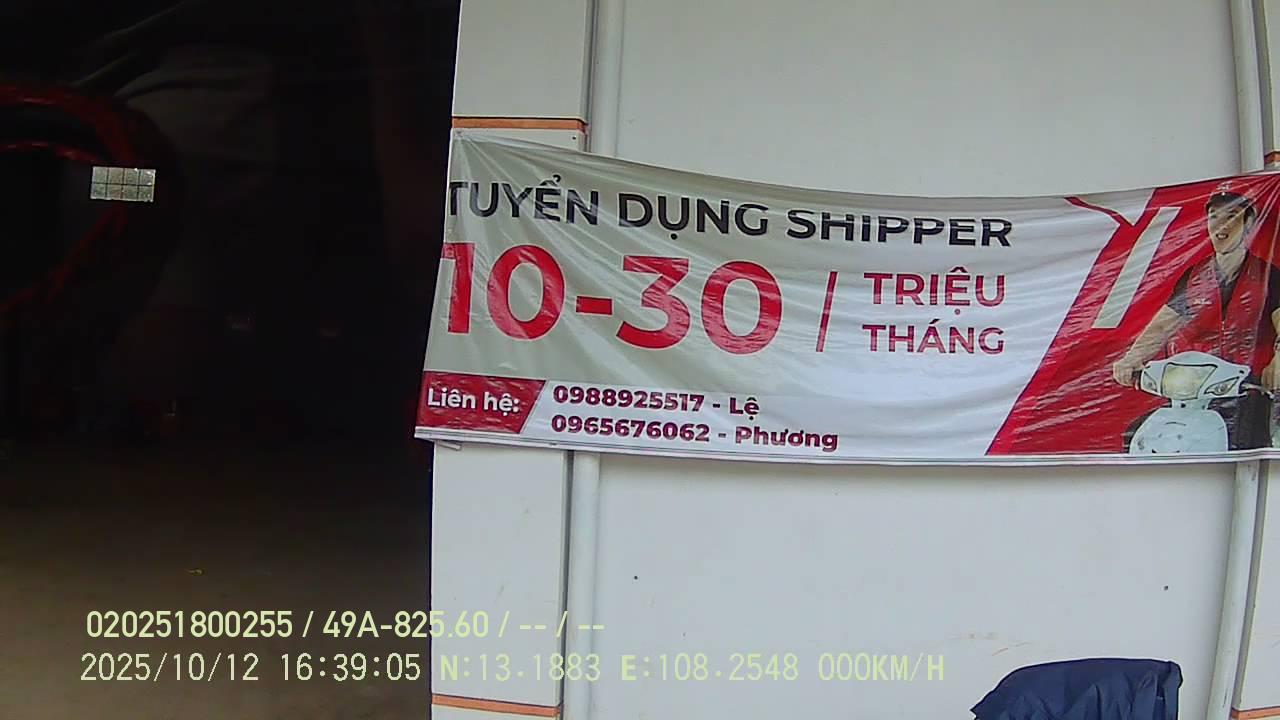 TUYỂN DỤNG SHIPPER
10-30 / TRIỆU
THÁNG
Liên hệ:
0988925517 - Lệ
0965676062 - Phương
020251800255 / 49A-825.60 / -- / --
2025/10/12 16:39:05 N:13.1883 E:108.2548 000KM/H